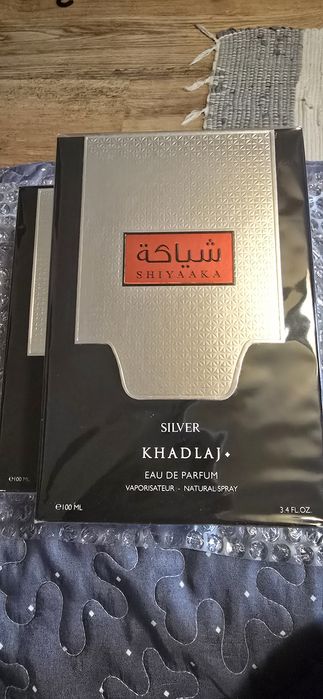 شياكة
SHIYAAKA
SILVER
KHADLAJ
EAU DE PARFUM
VAPORISATEUR - NATURAL SPRAY
℮100 ML
3.4 FL.OZ.
℮100 ML